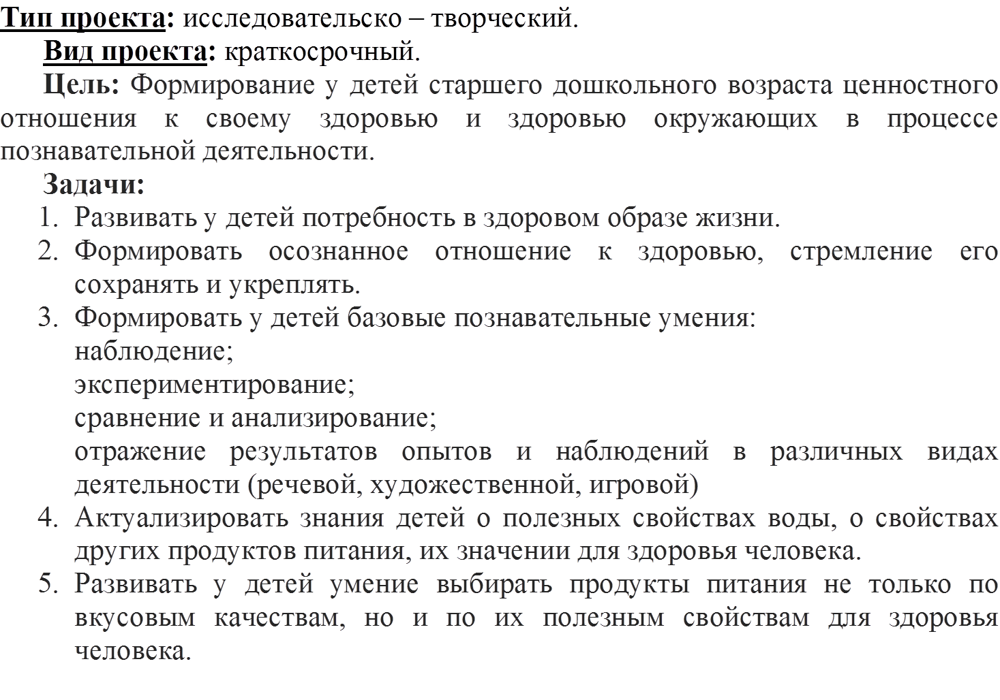 Тип проекта: исследовательско – творческий.
Вид проекта: краткосрочный.
Цель: Формирование у детей старшего дошкольного возраста ценностного
отношения к своему здоровью и здоровью окружающих в процессе
познавательной деятельности.
Задачи:
1. Развивать у детей потребность в здоровом образе жизни.
2. Формировать осознанное отношение к здоровью, стремление его
сохранять и укреплять.
3. Формировать у детей базовые познавательные умения:
наблюдение;
экспериментирование;
сравнение и анализирование;
отражение результатов опытов и наблюдений в различных видах
деятельности (речевой, художественной, игровой)
4. Актуализировать знания детей о полезных свойствах воды, о свойствах
других продуктов питания, их значении для здоровья человека.
5. Развивать у детей умение выбирать продукты питания не только по
вкусовым качествам, но и по их полезным свойствам для здоровья
человека.